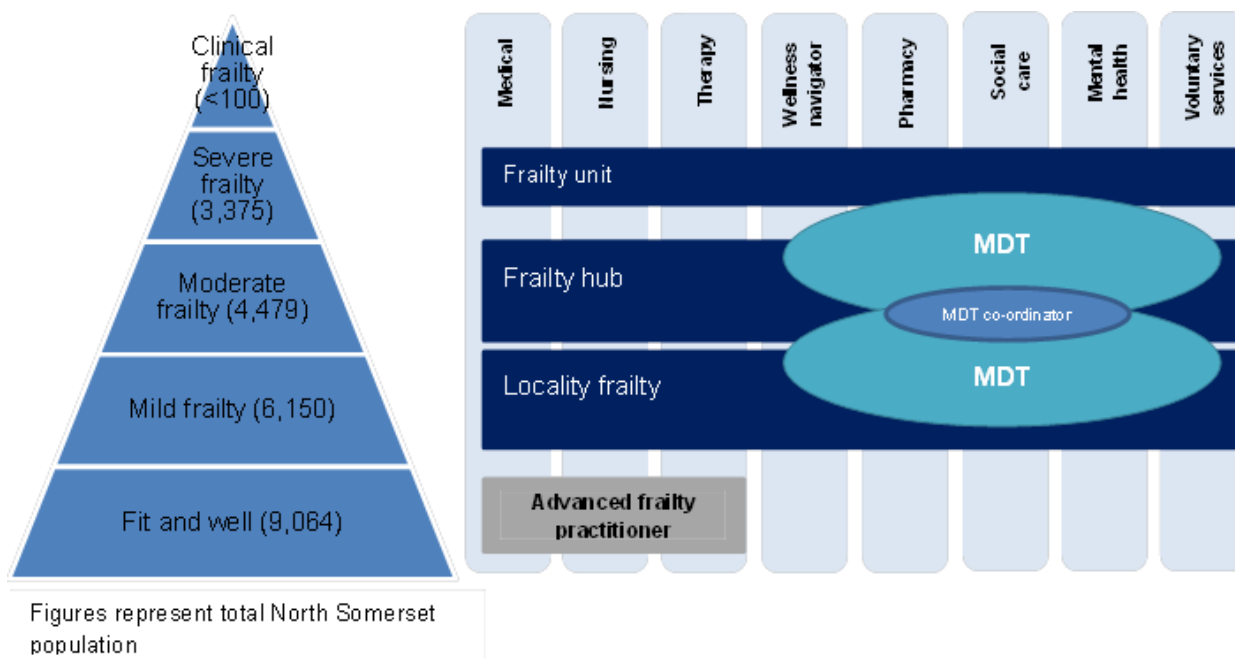 Clinical
frailty
(<100)
Severe
frailty
(3,375)
Moderate
frailty (4,479)
Mild frailty (6,150)
Fit and well (9,064)
Figures represent total North Somerset
population
Medical
Nursing
Therapy
Wellness
navigator
Pharmacy
Social
care
Mental
health
Voluntary
services
Frailty unit
MDT
Frailty hub
MDT co-ordinator
MDT
Locality frailty
Advanced frailty
practitioner